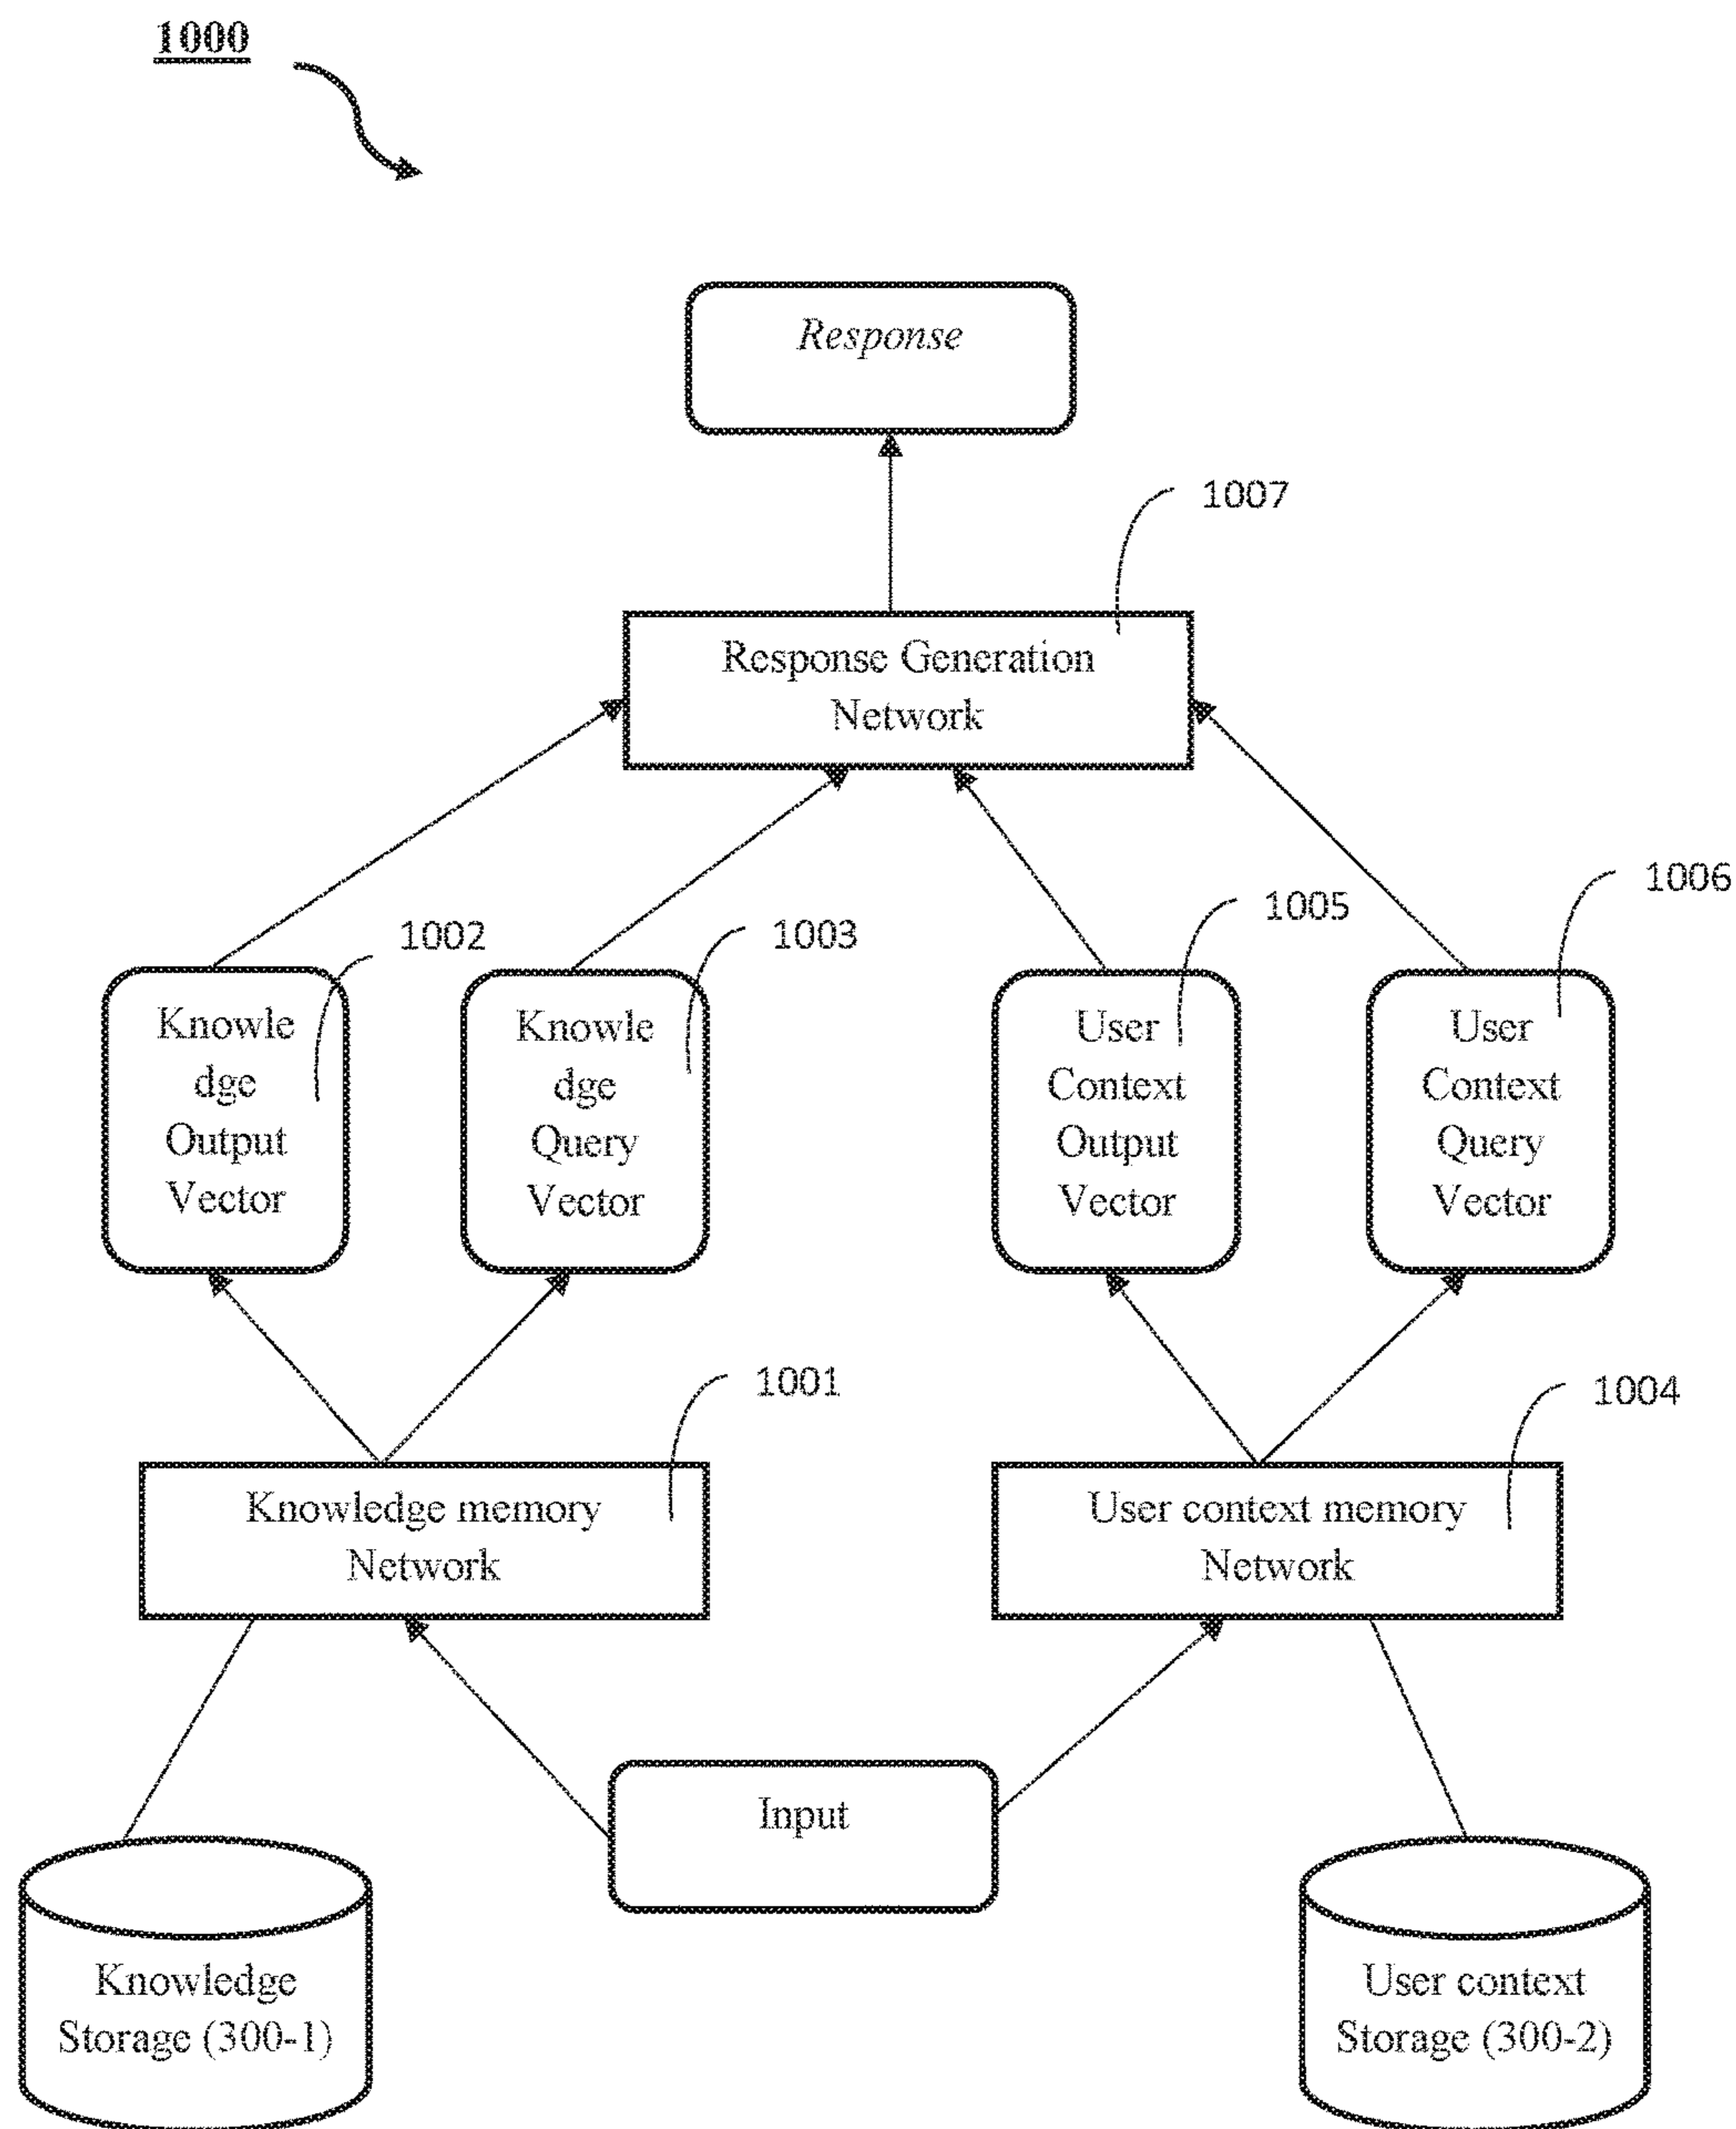 1000
Response
1007
Response Generation
Network
1002
1003
1005
1006
Knowle
dge
Output
Vector
Knowle
dge
Query
Vector
User
Context
Output
Vector
User
Context
Query
Vector
1001
1004
Knowledge memory
Network
User context memory
Network
Input
Knowledge
Storage (300-1)
User context
Storage (300-2)